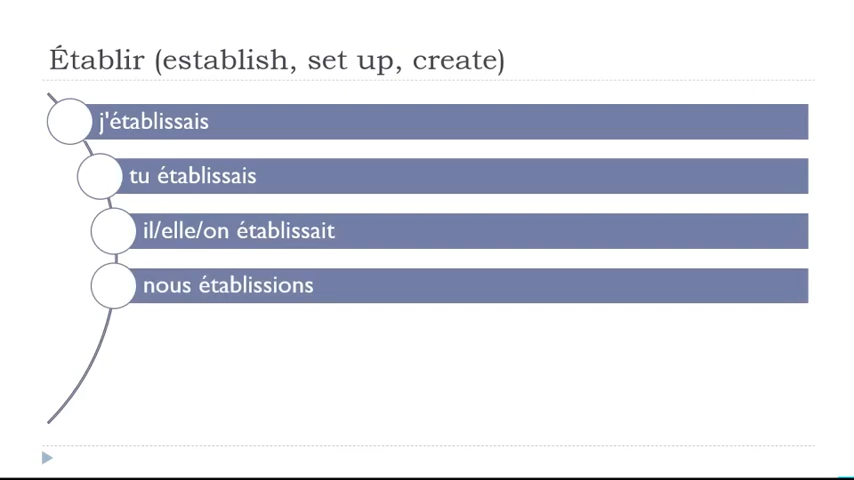 Établir (establish, set up, create)
j'établissais
tu établissais
il/elle/on établissait
nous établissions